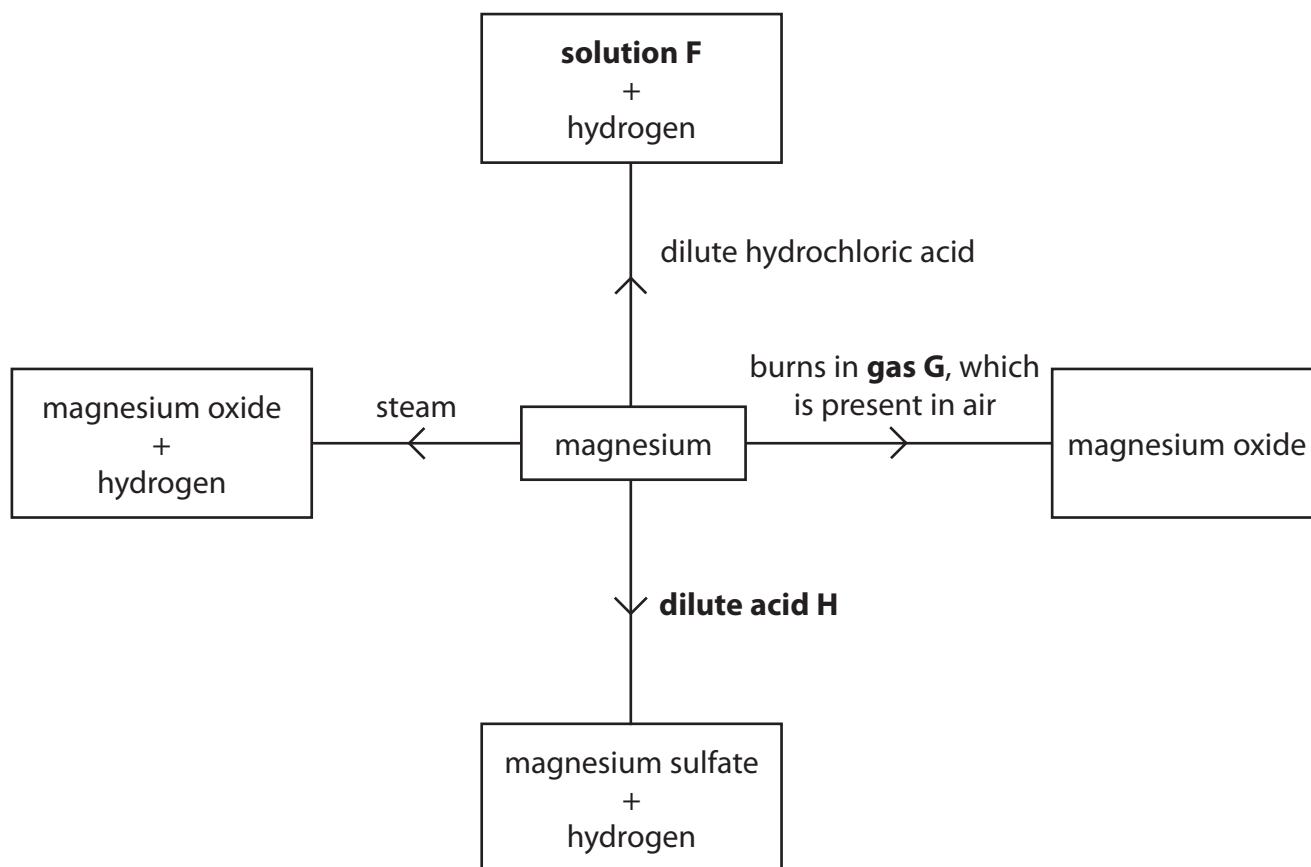 solution F
+
hydrogen
dilute hydrochloric acid
burns in gas G, which
is present in air
magnesium oxide
+
hydrogen
steam
magnesium
magnesium oxide
dilute acid H
magnesium sulfate
+
hydrogen